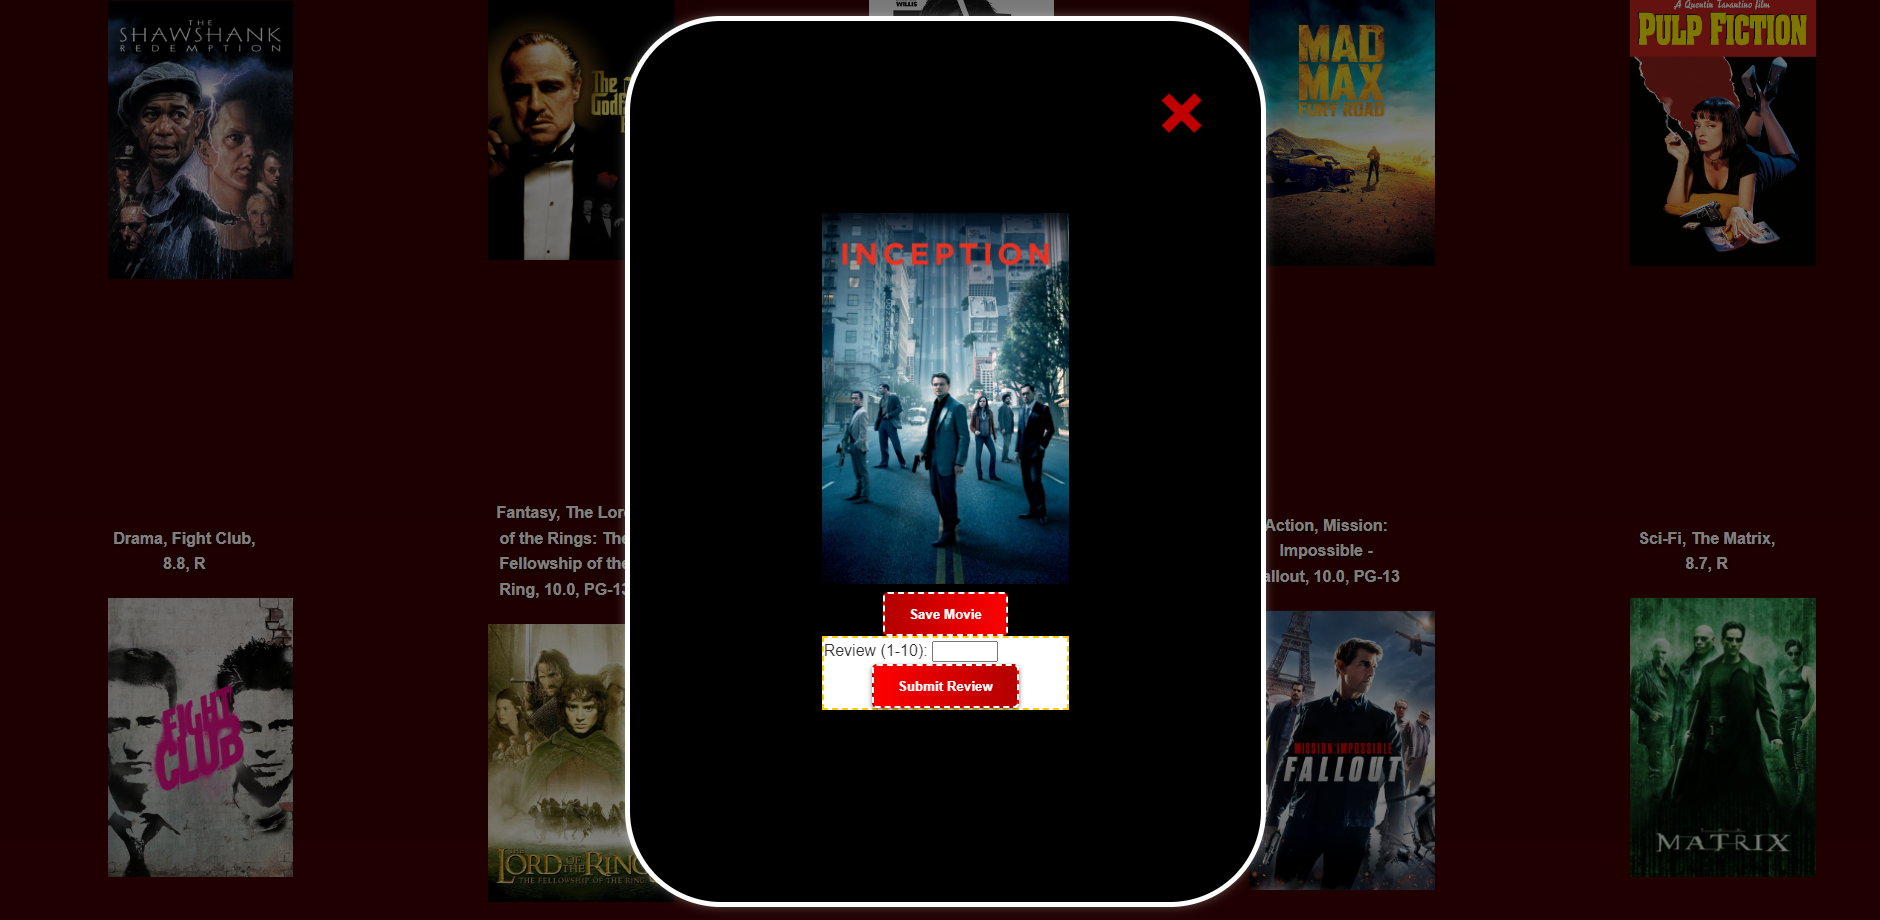 THE
SHAWSHANK
REDEMPTION
The
Godf
WILLIS
MAD
MAX
FURY ROAD
A Quentin Tarantino film
PULP FICTION
INCEPTION
Save Movie
Review (1-10):
Submit Review
Drama, Fight Club,
8.8, R
Fantasy, The Lor
of the Rings: The
Fellowship of the
Ring, 10.0, PG-13
Action, Mission:
Impossible -
allout, 10.0, PG-13
Sci-Fi, The Matrix,
8.7, R
FIGHT
CLUB
THE
LORD OF THE RING
THE FELLOWSHIP OF THE RING
MISSION:IMPOSSIBLE
FALLOUT
THE
MATRIX